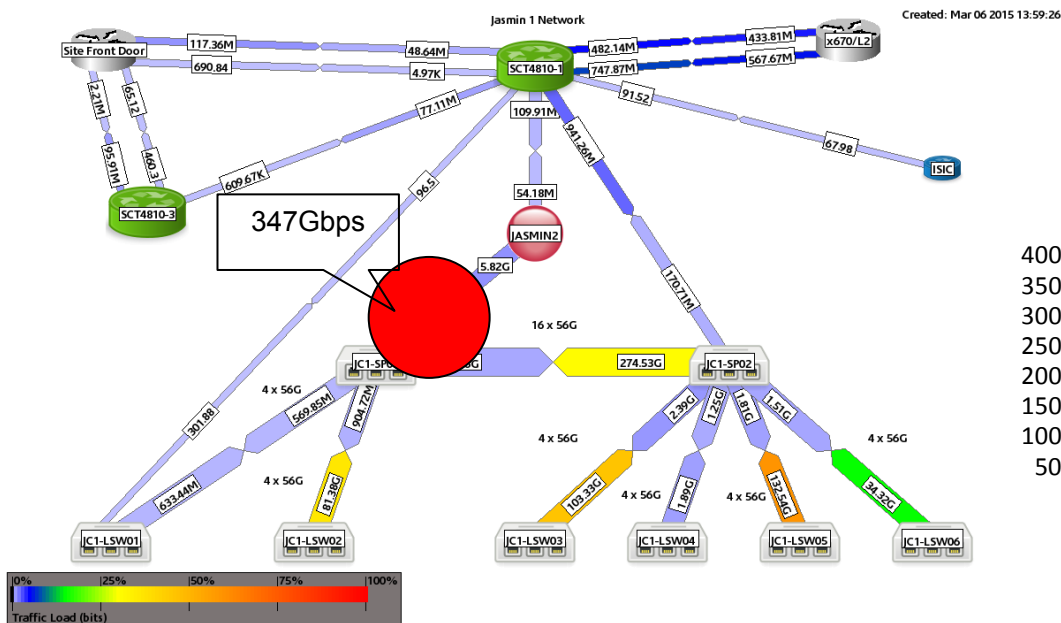 Jasmin 1 Network
Created: Mar 06 2015 13:59:26
Site Front Door
117.36M
48.64M
690.84
4.97K
SCT4810-1
482.14M
433.81M
747.87M
567.67M
x670/L2
2.21M
65.12
95.91M
460.3
77.11M
609.67K
SCT4810-3
109.91M
54.18M
941.26M
170.71M
91.52
67.98
ISIC
96.5
301.88
347Gbps
JASMIN2
5.82G
16 x 56G
274.53G
JC1-SP02
4 x 56G
569.85M
633.44M
904.72M
81.38G
4 x 56G
2.39G
1.25G
1.81G
1.51G
4 x 56G
4 x 56G
103.33G
4 x 56G
1.89G
4 x 56G
132.54G
34.32G
JC1-LSW01
JC1-LSW02
JC1-LSW03
JC1-LSW04
JC1-LSW05
JC1-LSW06
400
350
300
250
200
150
100
50
0%
25%
50%
75%
100%
Traffic Load (bits)